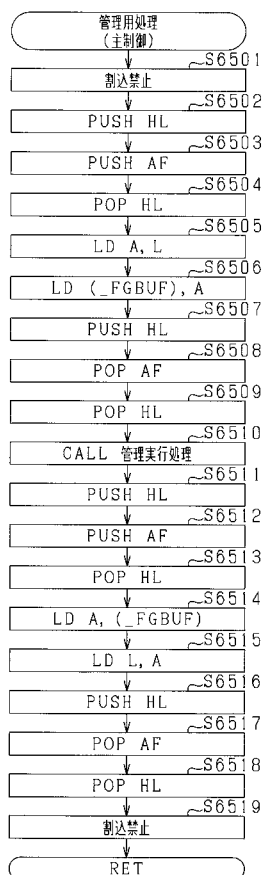 管理用処理
(主制御)
S6501
割込禁止
S6502
PUSH HL
S6503
PUSH AF
S6504
POP HL
S6505
LD A, L
S6506
LD (_FGBUF), A
S6507
PUSH HL
S6508
POP AF
S6509
POP HL
S6510
CALL 管理実行処理
S6511
PUSH HL
S6512
PUSH AF
S6513
POP HL
S6514
LD A, (_FGBUF)
S6515
LD L, A
S6516
PUSH HL
S6517
POP AF
S6518
POP HL
S6519
割込禁止
RET